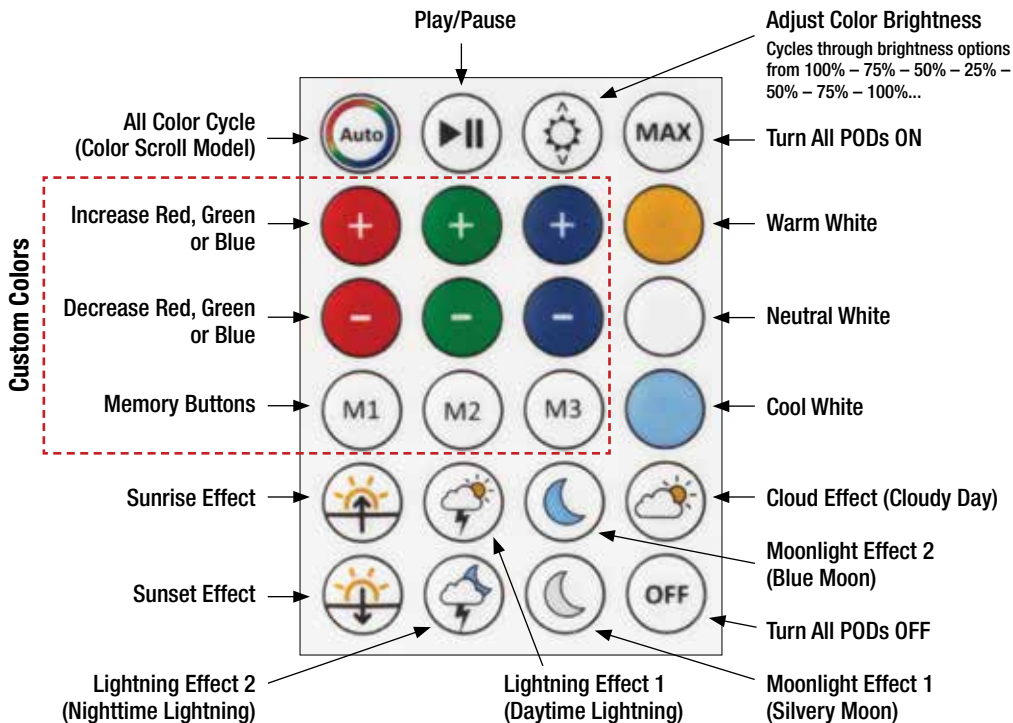 Play/Pause
Adjust Color Brightness
Cycles through brightness options
from 100% – 75% – 50% – 25% –
50% – 75% – 100%...
All Color Cycle
(Color Scroll Model)
Auto
MAX
Turn All PODs ON
Custom Colors
Increase Red, Green
or Blue
+
+
+
Warm White
Decrease Red, Green
or Blue
-
-
-
Neutral White
Memory Buttons
M1
M2
M3
Cool White
Sunrise Effect
Cloud Effect (Cloudy Day)
Moonlight Effect 2
(Blue Moon)
Sunset Effect
OFF
Turn All PODs OFF
Lightning Effect 2
(Nighttime Lightning)
Lightning Effect 1
(Daytime Lightning)
Moonlight Effect 1
(Silvery Moon)